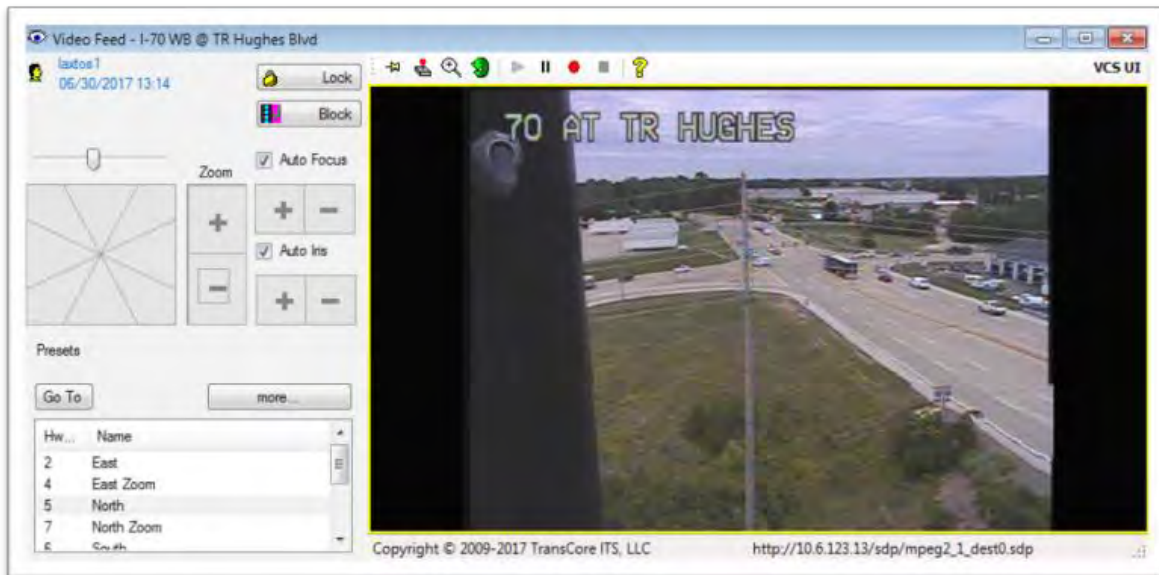 Video Feed - I-70 WB @ TR Hughes Blvd
laxtos1
06/30/2017 13:14
Lock
Block
VCS UI
Zoom
Auto Focus
Auto Iris
Presets
Go To
more...
Hw... Name
2 East
4 East Zoom
5 North
7 North Zoom
6 South
70 AT TR HUGHES
Copyright © 2009-2017 TransCore ITS, LLC
http://10.6.123.13/sdp/mpeg2_1_dest0.sdp